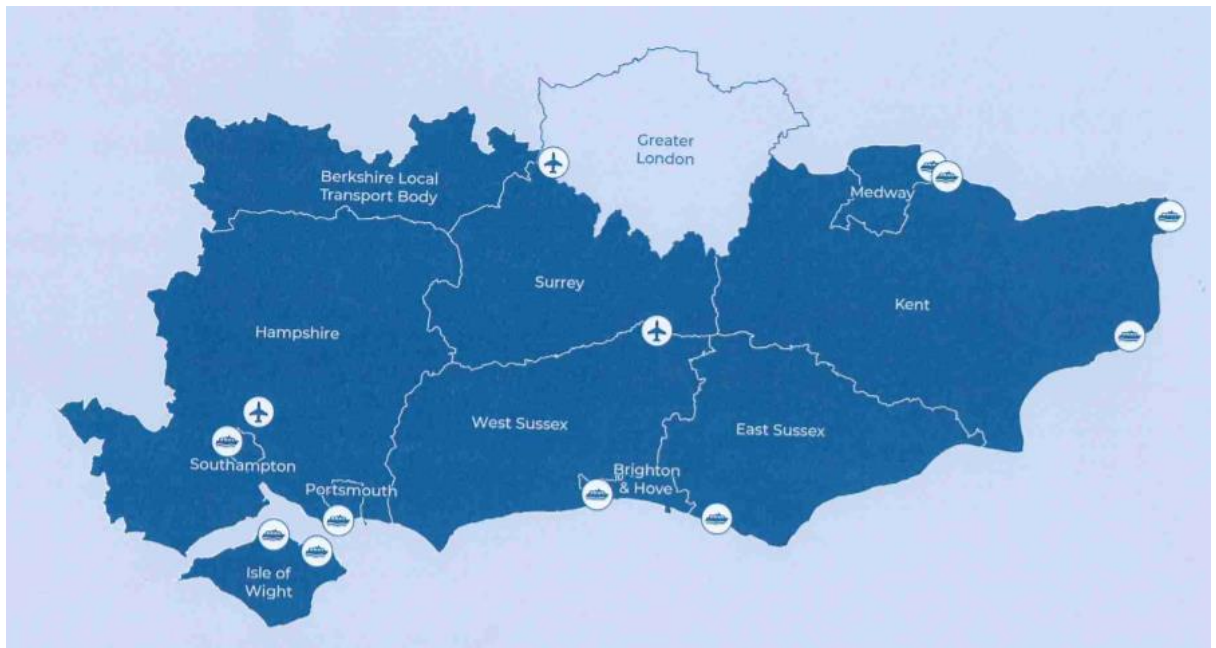 Greater
London
Berkshire Local
Transport Body
Medway
Surrey
Kent
Hampshire
West Sussex
East Sussex
Southampton
Brighton
& Hove
Portsmouth
Isle of
Wight